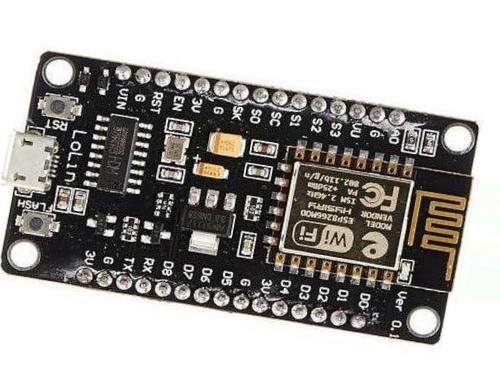 VIN G RST EN 3V G SK SO SC S1 S2 S3 VU G A0
RST
LoLin
FLASH
MODEL ESP8266MOD
VENDOR
ISM 2.4GHz
PA +25dBm
802.11b/g/n
WiFi
3V G TX RX D8 D7 D6 D5 G 3V D4 D3 D2 D1 D0
Ver 0.1